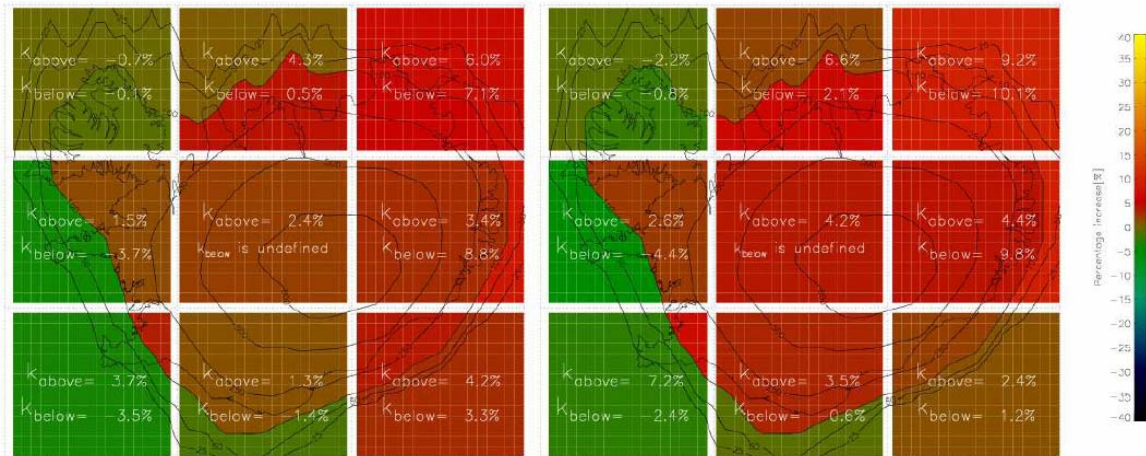 k above= -0.7%
k below= -0.1%
k above= 4.3%
k below= 0.5%
k above= 6.0%
k below= 7.1%
k above= 1.5%
k below= -3.7%
k above= 2.4%
k below is undefined
k above= 3.4%
k below= 8.8%
k above= 3.7%
k below= -3.5%
k above= 1.3%
k below= -1.4%
k above= 4.2%
k below= 3.3%
k above= -2.2%
k below= -0.8%
k above= 6.6%
k below= 2.1%
k above= 9.2%
k below= 10.1%
k above= 2.6%
k below= -4.4%
k above= 4.2%
k below is undefined
k above= 4.4%
k below= 9.8%
k above= 7.2%
k below= -2.4%
k above= 3.5%
k below= -0.6%
k above= 2.4%
k below= 1.2%
40
35
30
25
20
15
10
5
0
-5
-10
-15
-20
-25
-30
-35
-40
Percentage Increase[%]